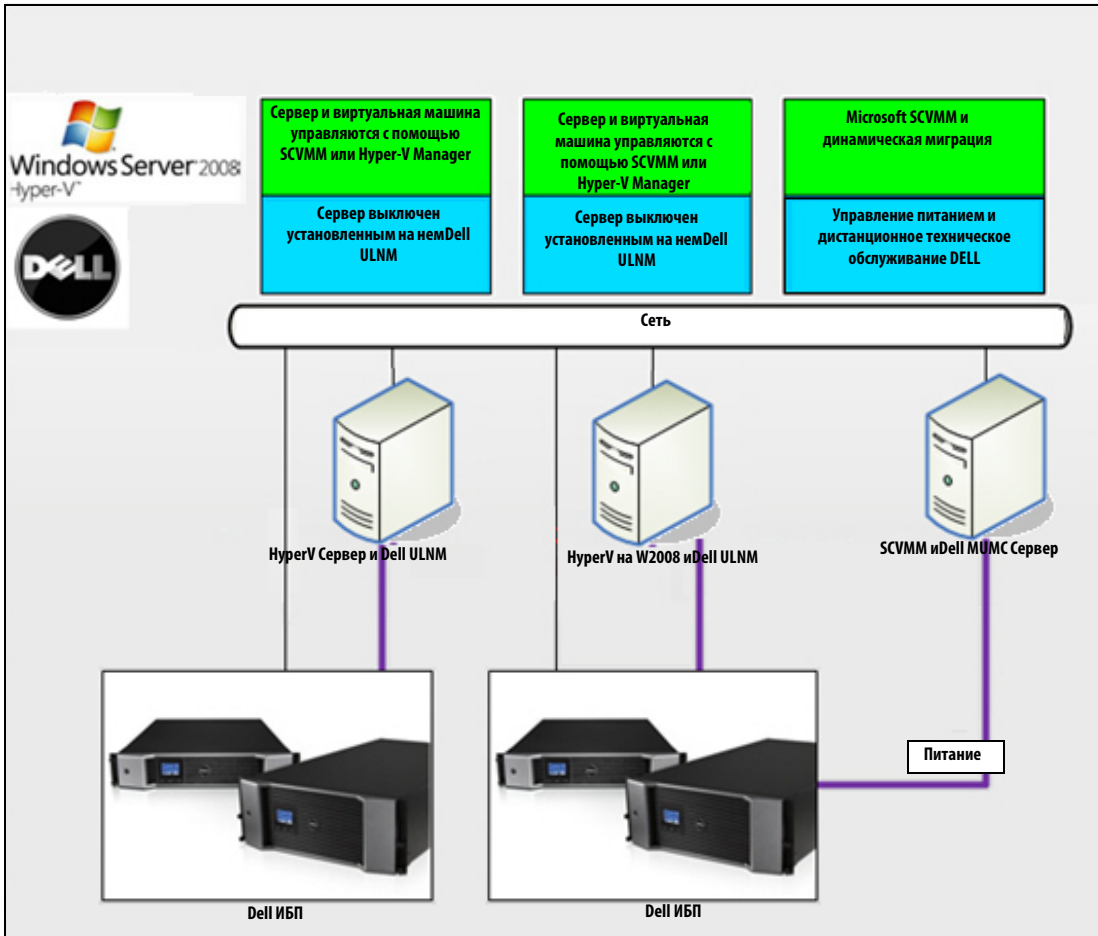 Windows Server 2008
Hyper-V™
DELL
Сервер и виртуальная машина
управляются с помощью
SCVMM или Hyper-V Manager
Сервер выключен
установленным на немDell
ULNM
Сервер и виртуальная
машина управляются с
помощью SCVMM или
Hyper-V Manager
Сервер выключен
установленным на немDell
ULNM
Microsoft SCVMM и
динамическая миграция
Управление питанием и
дистанционное техническое
обслуживание DELL
Сеть
HyperV Сервер и Dell ULNM
HyperV на W2008 иDell ULNM
SCVMM иDell MUMC Сервер
Питание
Dell ИБП
Dell ИБП